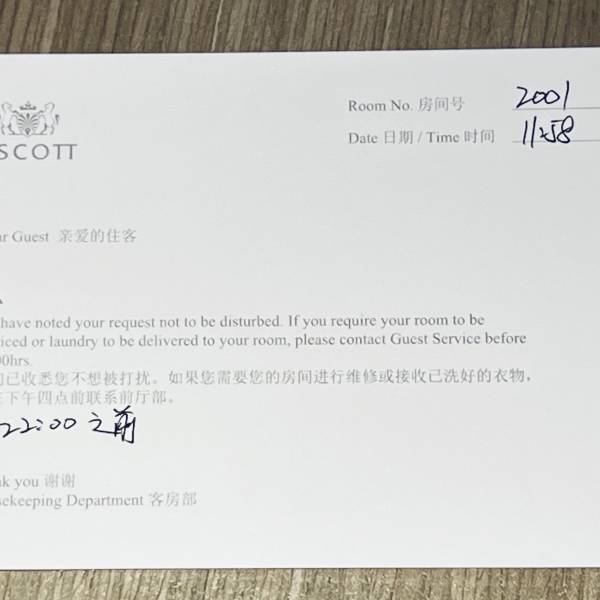 Room No. 房间号 2001
SCOTT
Date 日期 / Time 时间 11:58
Guest 亲爱的住客
have noted your request not to be disturbed. If you require your room to be
iced or laundry to be delivered to your room, please contact Guest Service before
00hrs.
已收悉您不想被打扰。如果您需要您的房间进行维修或接收已洗好的衣物，
下午四点前联系前厅部。
22:00 之前
k you 谢谢
sekeeping Department 客房部